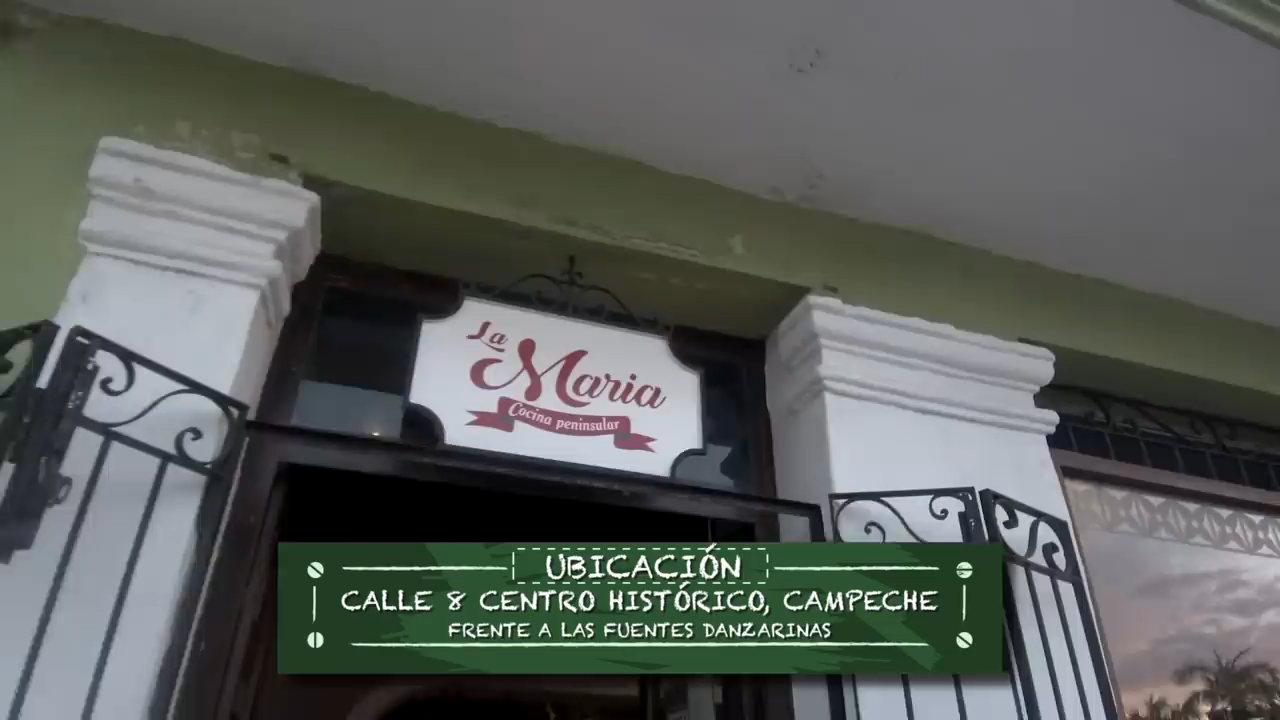 La
Maria
Cocina peninsular
UBICACIÓN
CALLE 8 CENTRO HISTÓRICO, CAMPECHE
FRENTE A LAS FUENTES DANZARINAS